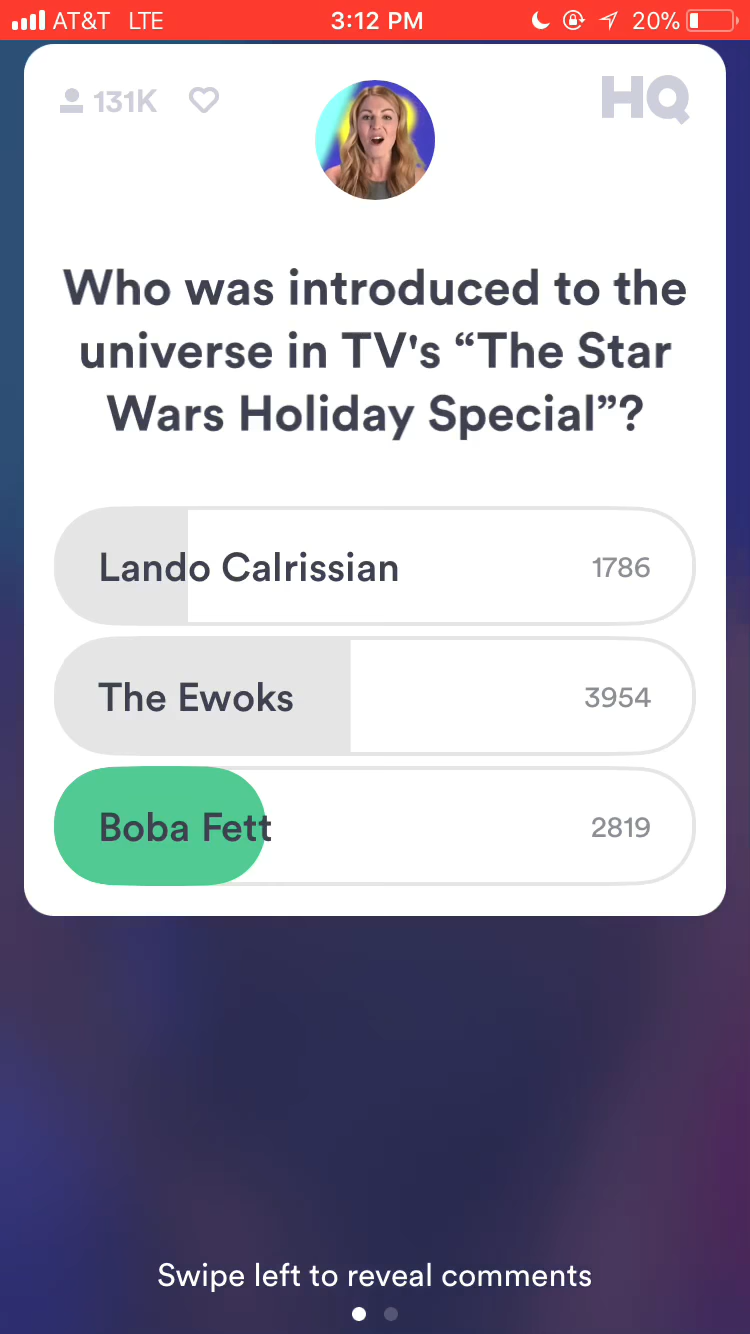 AT&T LTE 3:12 PM 20%
131K HQ
Who was introduced to the
universe in TV's “The Star
Wars Holiday Special”?
Lando Calrissian 1786
The Ewoks 3954
Boba Fett 2819
Swipe left to reveal comments